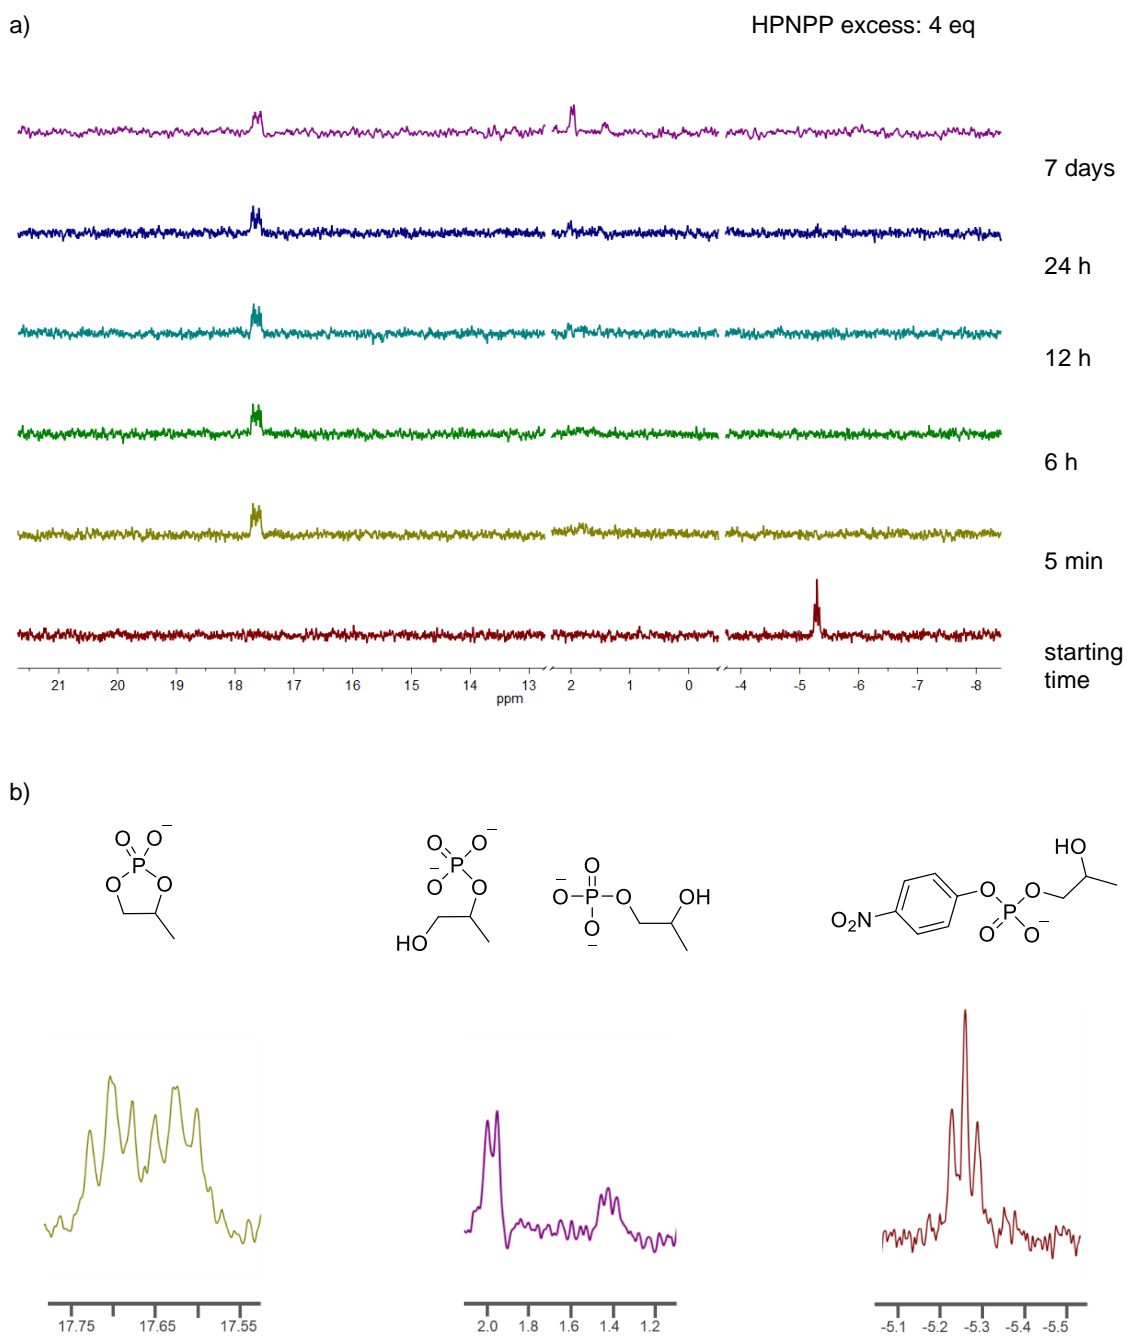 a)
HPNPP excess: 4 eq
7 days
24 h
12 h
6 h
5 min
starting
time
21 20 19 18 17 16 15 14 13 2 1 0 -4 -5 -6 -7 -8
ppm
b)
O O−
P
O O
O O−
P
−O O
HO
O
−O P O OH
O
−
HO
O O
P
O2N O O−
17.75 17.65 17.55
2.0 1.8 1.6 1.4 1.2
-5.1 -5.2 -5.3 -5.4 -5.5